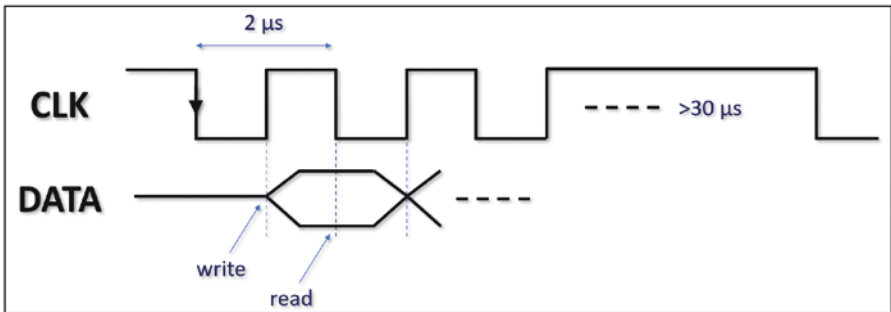 2 μs
CLK
>30 μs
DATA
write
read